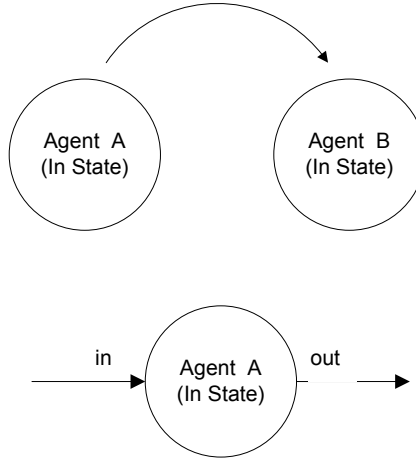 Agent A
(In State)
Agent B
(In State)
in
Agent A
(In State)
out